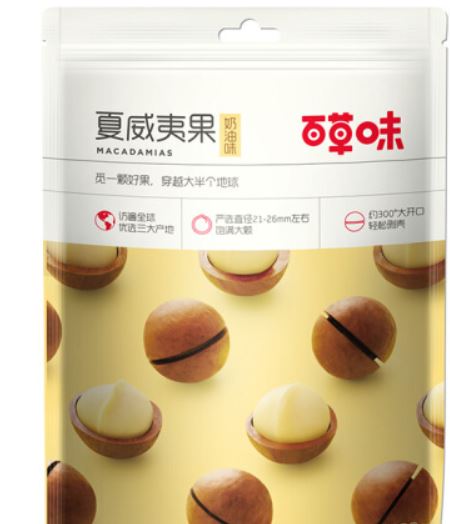 夏威夷果
奶油味
MACADAMIAS
百草味
觅一颗好果，穿越大半个地球
访遍全球
优选三大产地
严选直径21-26mm左右
饱满大颗
约300°大开口
轻松剥壳